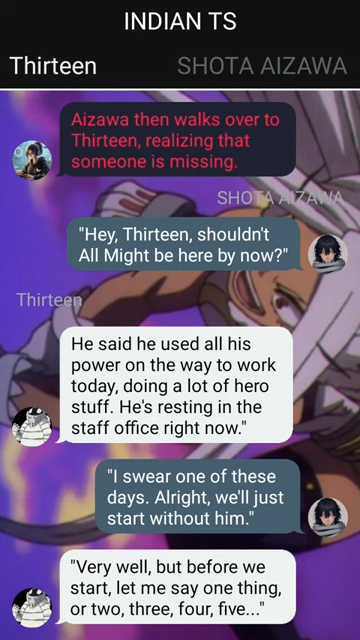 INDIAN TS
Thirteen
SHOTA AIZAWA
Aizawa then walks over to
Thirteen, realizing that
someone is missing.
SHOTA AIZAWA
"Hey, Thirteen, shouldn't
All Might be here by now?"
Thirteen
He said he used all his
power on the way to work
today, doing a lot of hero
stuff. He's resting in the
staff office right now."
"I swear one of these
days. Alright, we'll just
start without him."
"Very well, but before we
start, let me say one thing,
or two, three, four, five..."